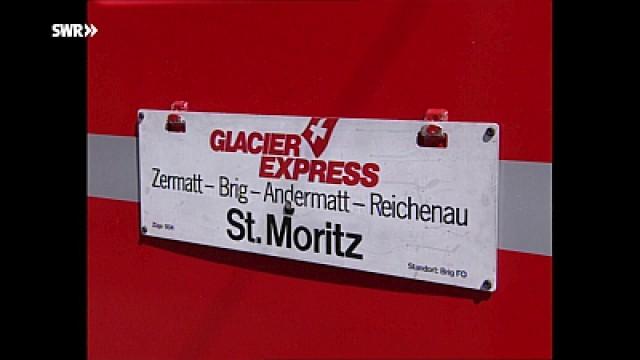 SWR»
GLACIER
EXPRESS
Zermatt – Brig – Andermatt – Reichenau
St. Moritz
Standort: Brig FO